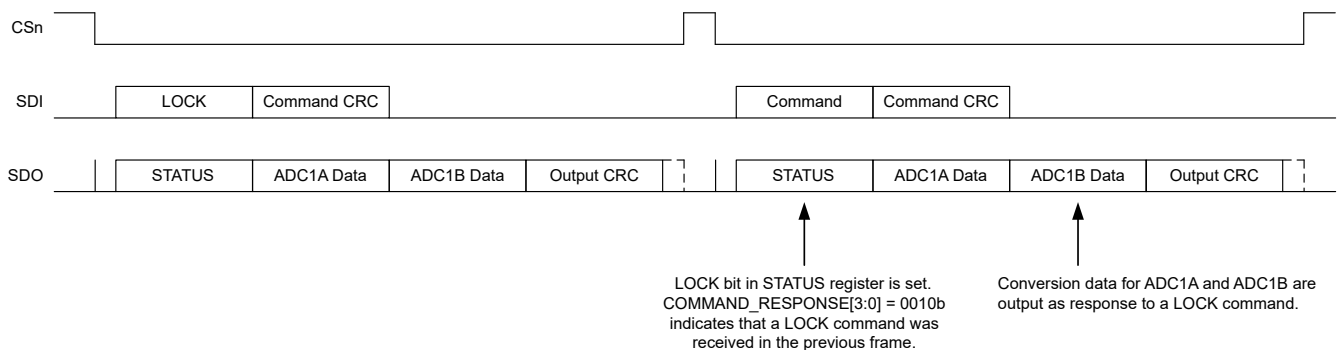 CSn
SDI
LOCK
Command CRC
Command
Command CRC
SDO
STATUS
ADC1A Data
ADC1B Data
Output CRC
STATUS
ADC1A Data
ADC1B Data
Output CRC
LOCK bit in STATUS register is set.
COMMAND_RESPONSE[3:0] = 0010b
indicates that a LOCK command was
received in the previous frame.
Conversion data for ADC1A and ADC1B are
output as response to a LOCK command.